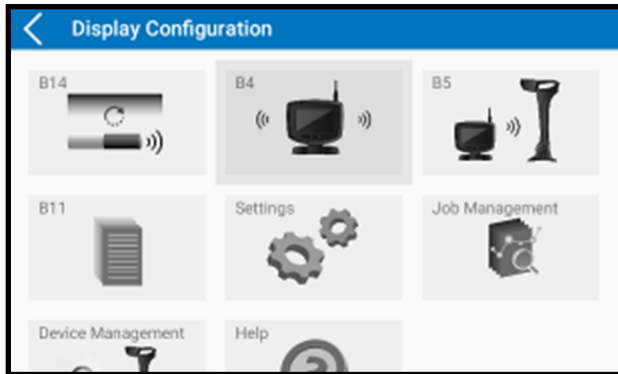 Display Configuration
B14
B4
B5
B11
Settings
Job Management
Device Management
Help